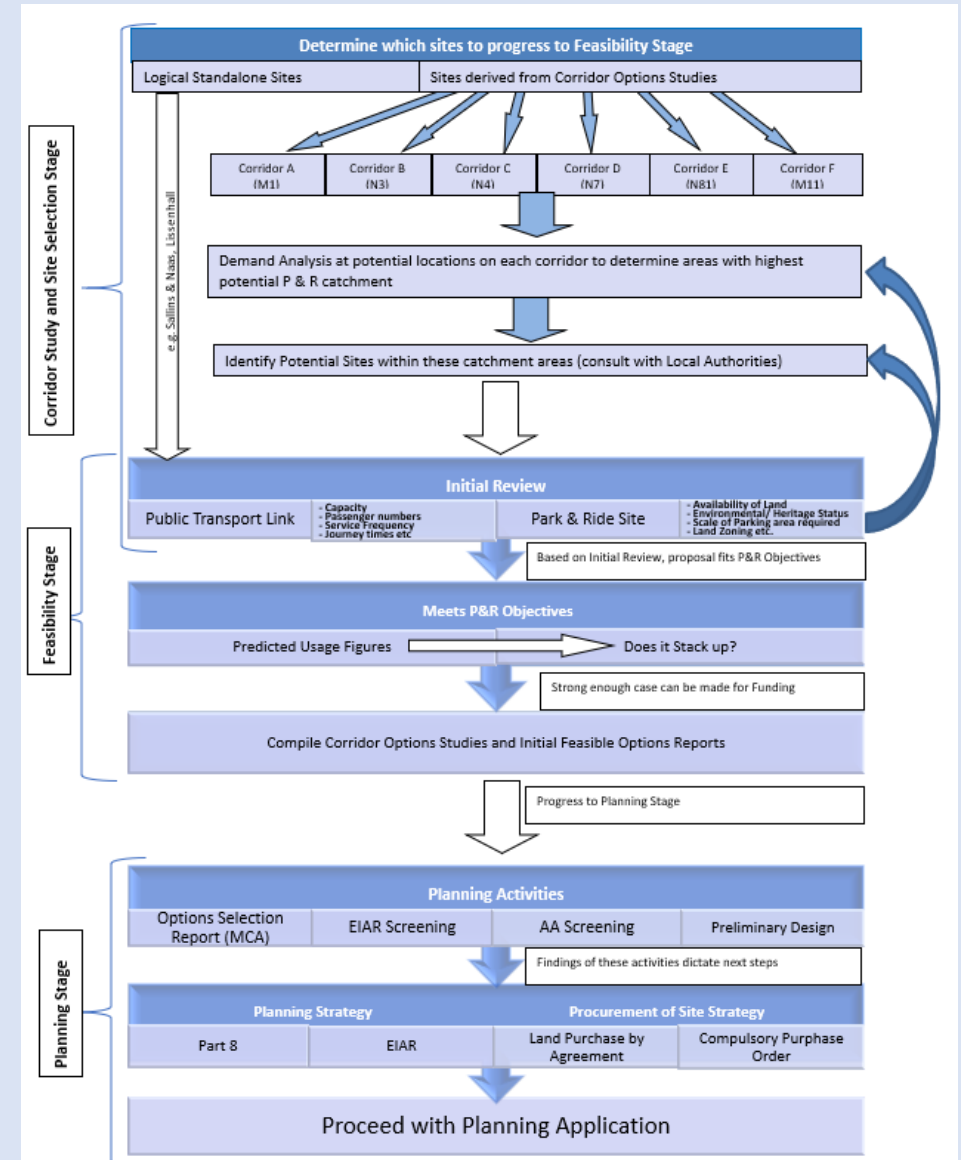 Determine which sites to progress to Feasibility Stage
Logical Standalone Sites
Sites derived from Corridor Options Studies
Corridor Study and Site Selection Stage
e.g. Sallins & Naas, Lissenhall
Corridor A
(M1)
Corridor B
(N3)
Corridor C
(N4)
Corridor D
(N7)
Corridor E
(N81)
Corridor F
(M11)
Demand Analysis at potential locations on each corridor to determine areas with highest
potential P & R catchment
Identify Potential Sites within these catchment areas (consult with Local Authorities)
Feasibility Stage
Initial Review
Public Transport Link
- Capacity
- Passenger numbers
- Service Frequency
- Journey times etc
Park & Ride Site
- Availability of Land
- Environmental/ Heritage Status
- Scale of Parking area required
- Land Zoning etc.
Based on Initial Review, proposal fits P&R Objectives
Meets P&R Objectives
Predicted Usage Figures
Does it Stack up?
Strong enough case can be made for Funding
Compile Corridor Options Studies and Initial Feasible Options Reports
Progress to Planning Stage
Planning Stage
Planning Activities
Options Selection
Report (MCA)
EIAR Screening
AA Screening
Preliminary Design
Findings of these activities dictate next steps
Planning Strategy
Procurement of Site Strategy
Part 8
EIAR
Land Purchase by
Agreement
Compulsory Purphase
Order
Proceed with Planning Application